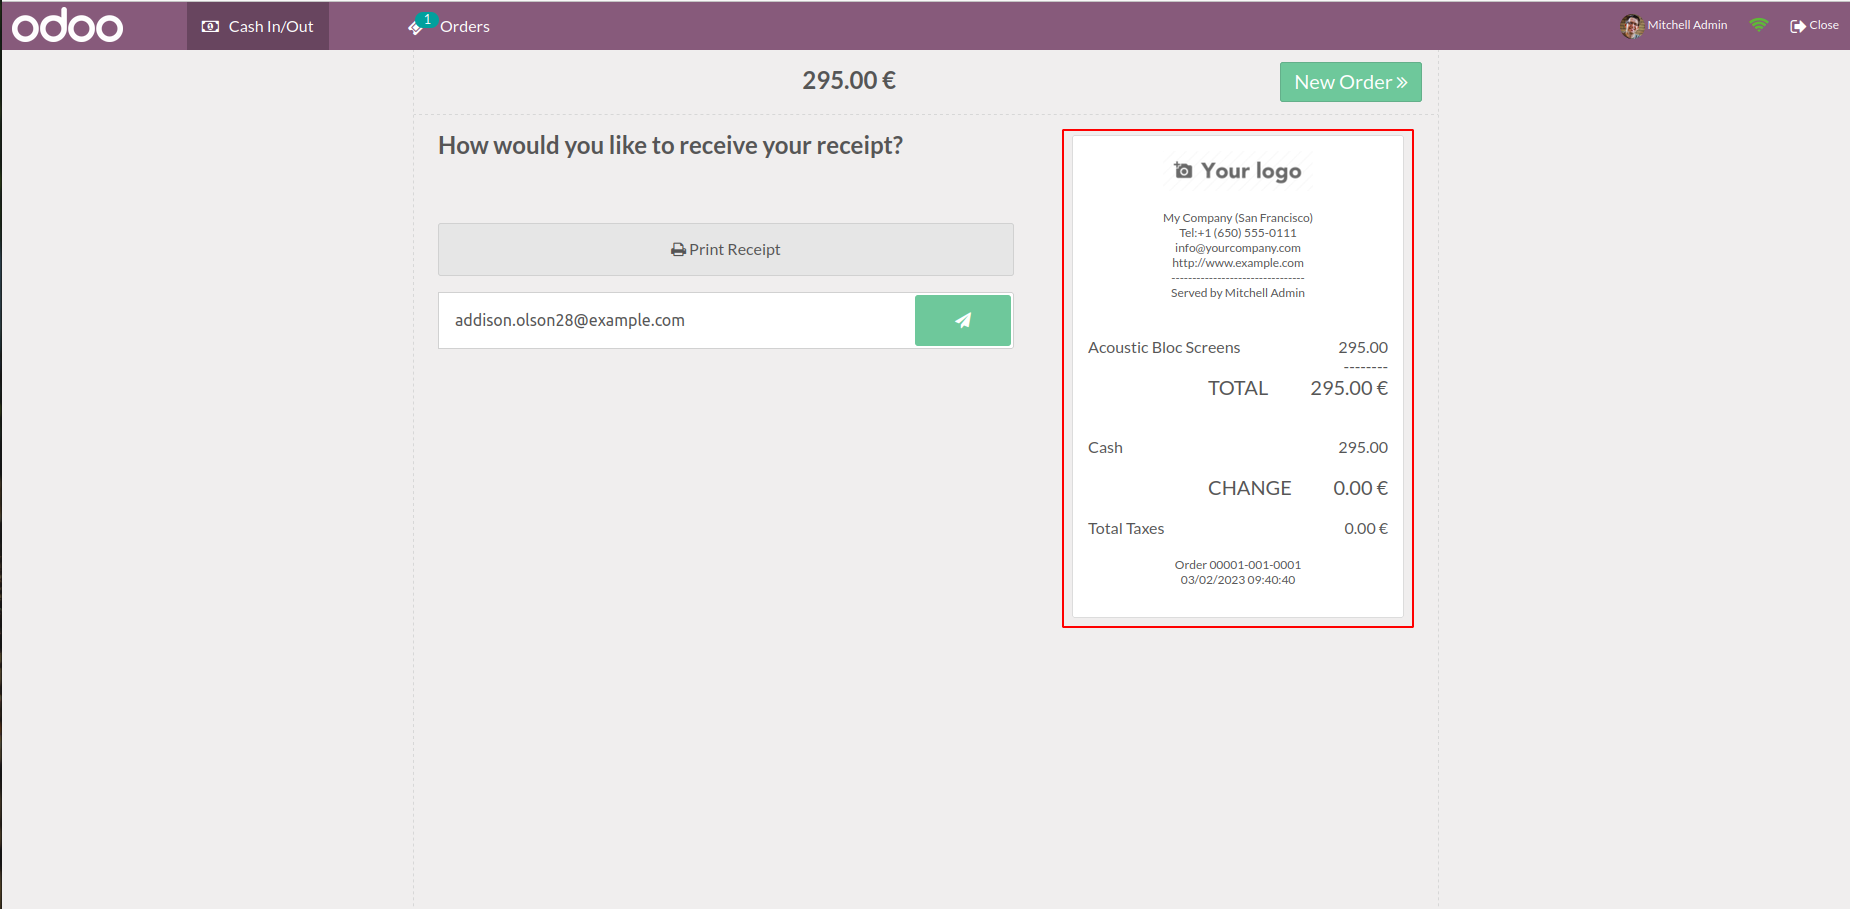 odoo
Cash In/Out
1
Orders
Mitchell Admin
Close
295.00 €
New Order »
How would you like to receive your receipt?
Print Receipt
addison.olson28@example.com
Your logo
My Company (San Francisco)
Tel:+1 (650) 555-0111
info@yourcompany.com
http://www.example.com
--------------------------------
Served by Mitchell Admin
Acoustic Bloc Screens 295.00
--------
TOTAL 295.00 €
Cash 295.00
CHANGE 0.00 €
Total Taxes 0.00 €
Order 00001-001-0001
03/02/2023 09:40:40